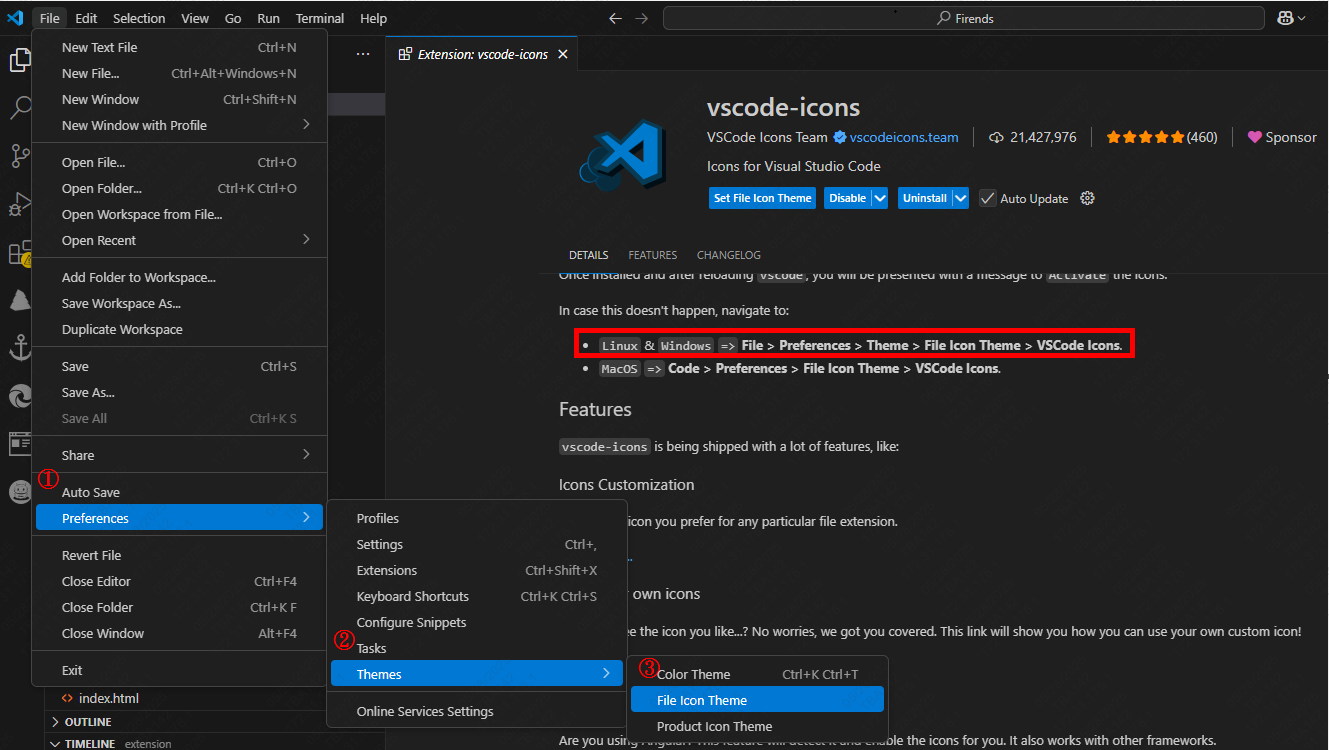 File Edit Selection View Go Run Terminal Help
Firends
New Text File Ctrl+N
New File... Ctrl+Alt+Windows+N
New Window Ctrl+Shift+N
New Window with Profile
Open File... Ctrl+O
Open Folder... Ctrl+K Ctrl+O
Open Workspace from File...
Open Recent
Add Folder to Workspace...
Save Workspace As...
Duplicate Workspace
Save Ctrl+S
Save As...
Save All Ctrl+K S
Share
①
Auto Save
Preferences
Revert File
Close Editor Ctrl+F4
Close Folder Ctrl+K F
Close Window Alt+F4
Exit
<> index.html
OUTLINE
TIMELINE extension
Profiles
Settings Ctrl+,
Extensions Ctrl+Shift+X
Keyboard Shortcuts Ctrl+K Ctrl+S
Configure Snippets
②
Tasks
Themes
Online Services Settings
③
Color Theme Ctrl+K Ctrl+T
File Icon Theme
Product Icon Theme
Extension: vscode-icons
vscode-icons
VSCode Icons Team vscodeicons.team 21,427,976 (460) Sponsor
Icons for Visual Studio Code
Set File Icon Theme Disable Uninstall Auto Update
DETAILS FEATURES CHANGELOG
Once installed and after reloading vscode, you will be presented with a message to Activate the icons.
In case this doesn't happen, navigate to:
• Linux & Windows => File > Preferences > Theme > File Icon Theme > VSCode Icons.
• MacOS => Code > Preferences > File Icon Theme > VSCode Icons.
Features
vscode-icons is being shipped with a lot of features, like:
Icons Customization
icon you prefer for any particular file extension.
own icons
the icon you like...? No worries, we got you covered. This link will show you how you can use your own custom icon!
Are you using Angular? This feature will detect it and enable the icons for you. It also works with other frameworks.